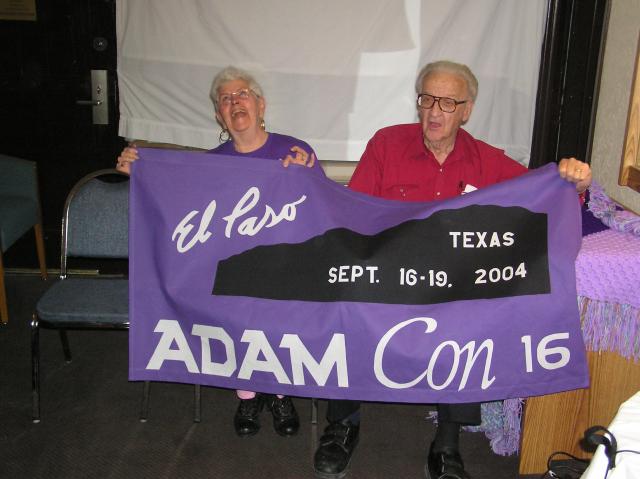 El Paso
TEXAS
SEPT. 16-19. 2004
ADAM Con 16